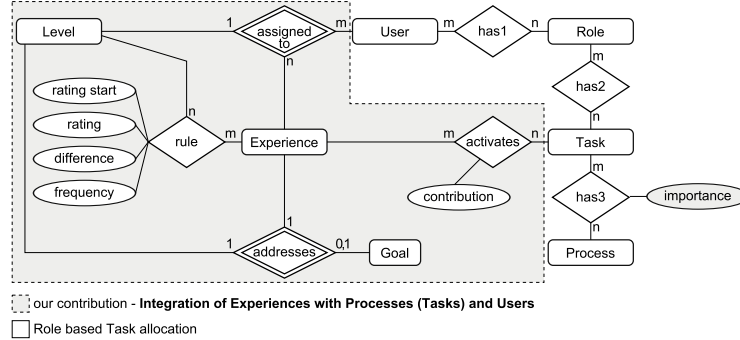 Level
1
assigned
to
m
User
m
has1
n
Role
n
m
rating start
has2
n
rating
rule
m
Experience
m
activates
n
n
Task
difference
m
frequency
contribution
has3
importance
1
n
1
addresses
0,1
Goal
Process
our contribution - Integration of Experiences with Processes (Tasks) and Users
Role based Task allocation